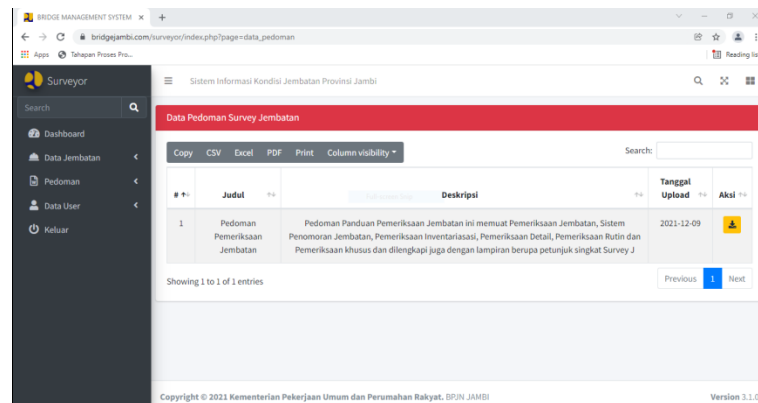 BRIDGE MANAGEMENT SYSTEM
bridgejambi.com/surveyor/index.php?page=data_pedoman
Apps Tahapan Proses Pro...
Reading lis
Surveyor
Sistem Informasi Kondisi Jembatan Provinsi Jambi
Search
Dashboard
Data Jembatan
Pedoman
Data User
Keluar
Data Pedoman Survey Jembatan
Copy CSV Excel PDF Print Column visibility
Search:
# Judul Deskripsi Tanggal Upload Aksi
1 Pedoman Pemeriksaan Jembatan
Pedoman Panduan Pemeriksaan Jembatan ini memuat Pemeriksaan Jembatan, Sistem
Penomoran Jembatan, Pemeriksaan Inventariasasi, Pemeriksaan Detail, Pemeriksaan Rutin dan
Pemeriksaan khusus dan dilengkapi juga dengan lampiran berupa petunjuk singkat Survey J
2021-12-09
Showing 1 to 1 of 1 entries
Previous 1 Next
Copyright © 2021 Kementerian Pekerjaan Umum dan Perumahan Rakyat. BPJN JAMBI
Version 3.1.0